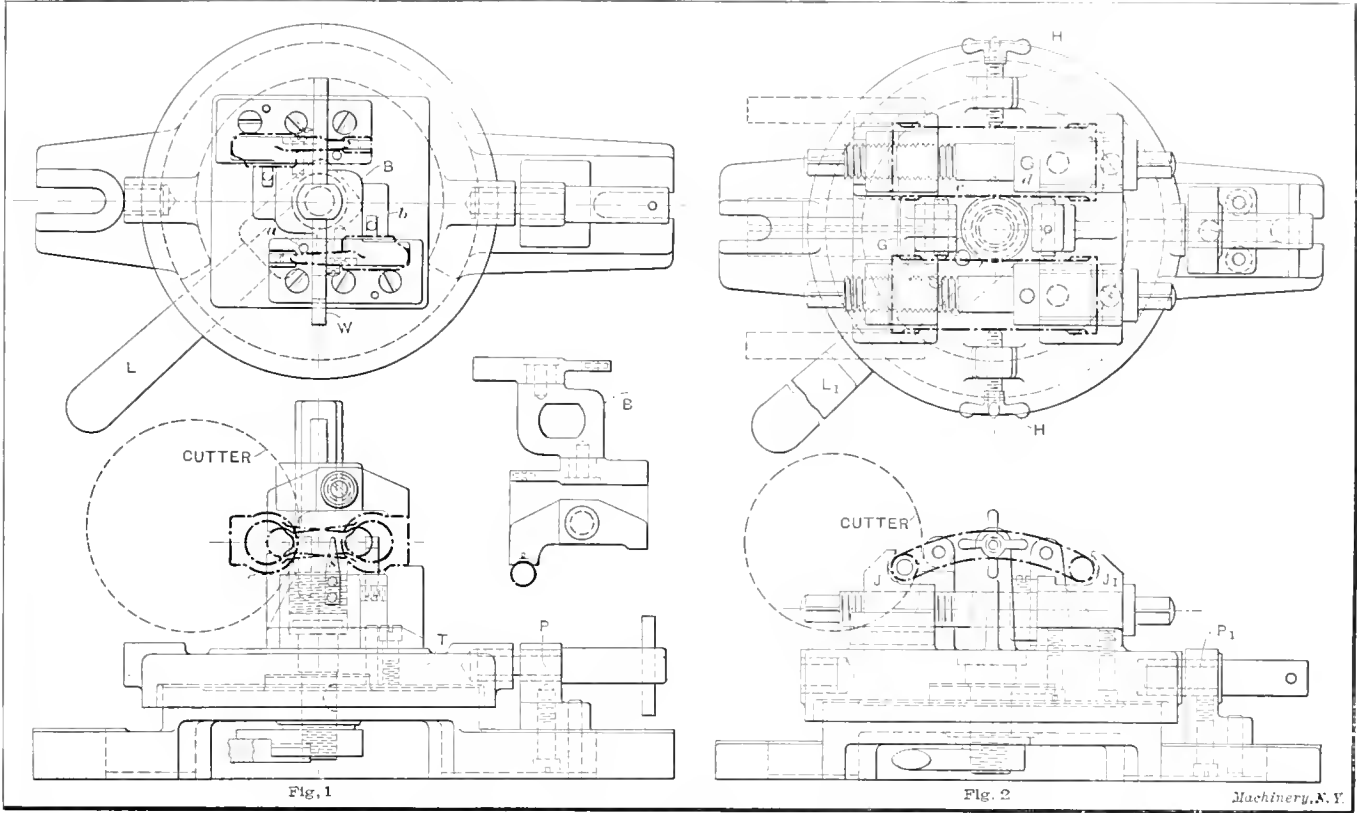 H
B
b
a
W
L
c
d
G
L1
H
B
a
CUTTER
T
P
CUTTER
J
J1
P1
Fig. 1
Fig. 2
Machinery, N. Y.